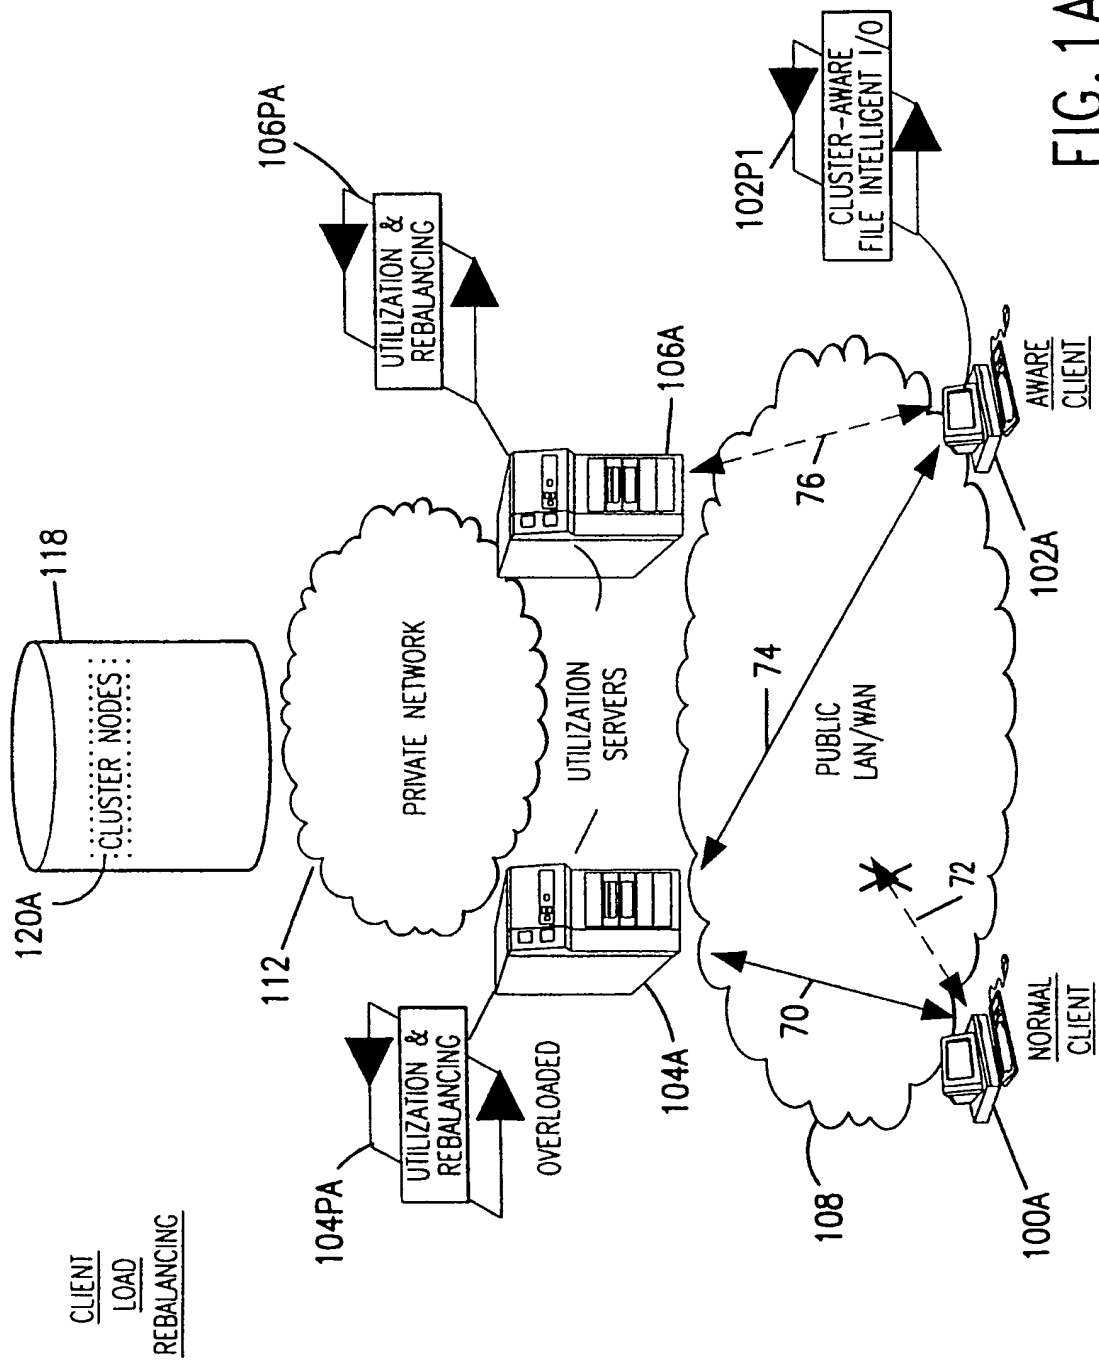 CLIENT
LOAD
REBALANCING
120A
CLUSTER NODES
118
112
PRIVATE NETWORK
104PA
UTILIZATION &
REBALANCING
OVERLOADED
104A
UTILIZATION
SERVERS
106PA
UTILIZATION &
REBALANCING
106A
108
70
72
74
76
PUBLIC
LAN/WAN
100A
NORMAL
CLIENT
102A
AWARE
CLIENT
102P1
CLUSTER-AWARE
FILE INTELLIGENT I/O
FIG. 1A